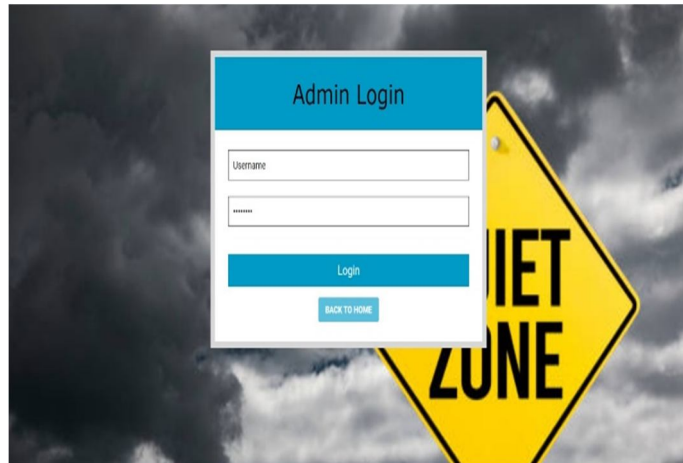 Admin Login
Username
••••••••
Login
BACK TO HOME
IET
ZONE